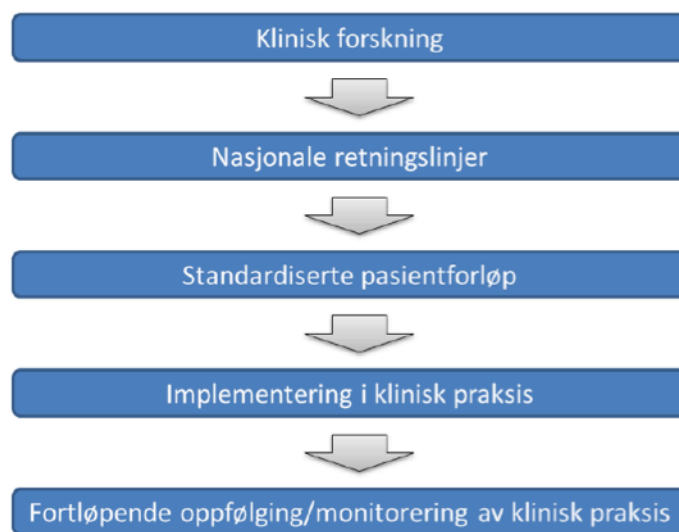 Klinisk forskning
Nasjonale retningslinjer
Standardiserte pasientforløp
Implementering i klinisk praksis
Fortløpende oppfølging/monitorering av klinisk praksis